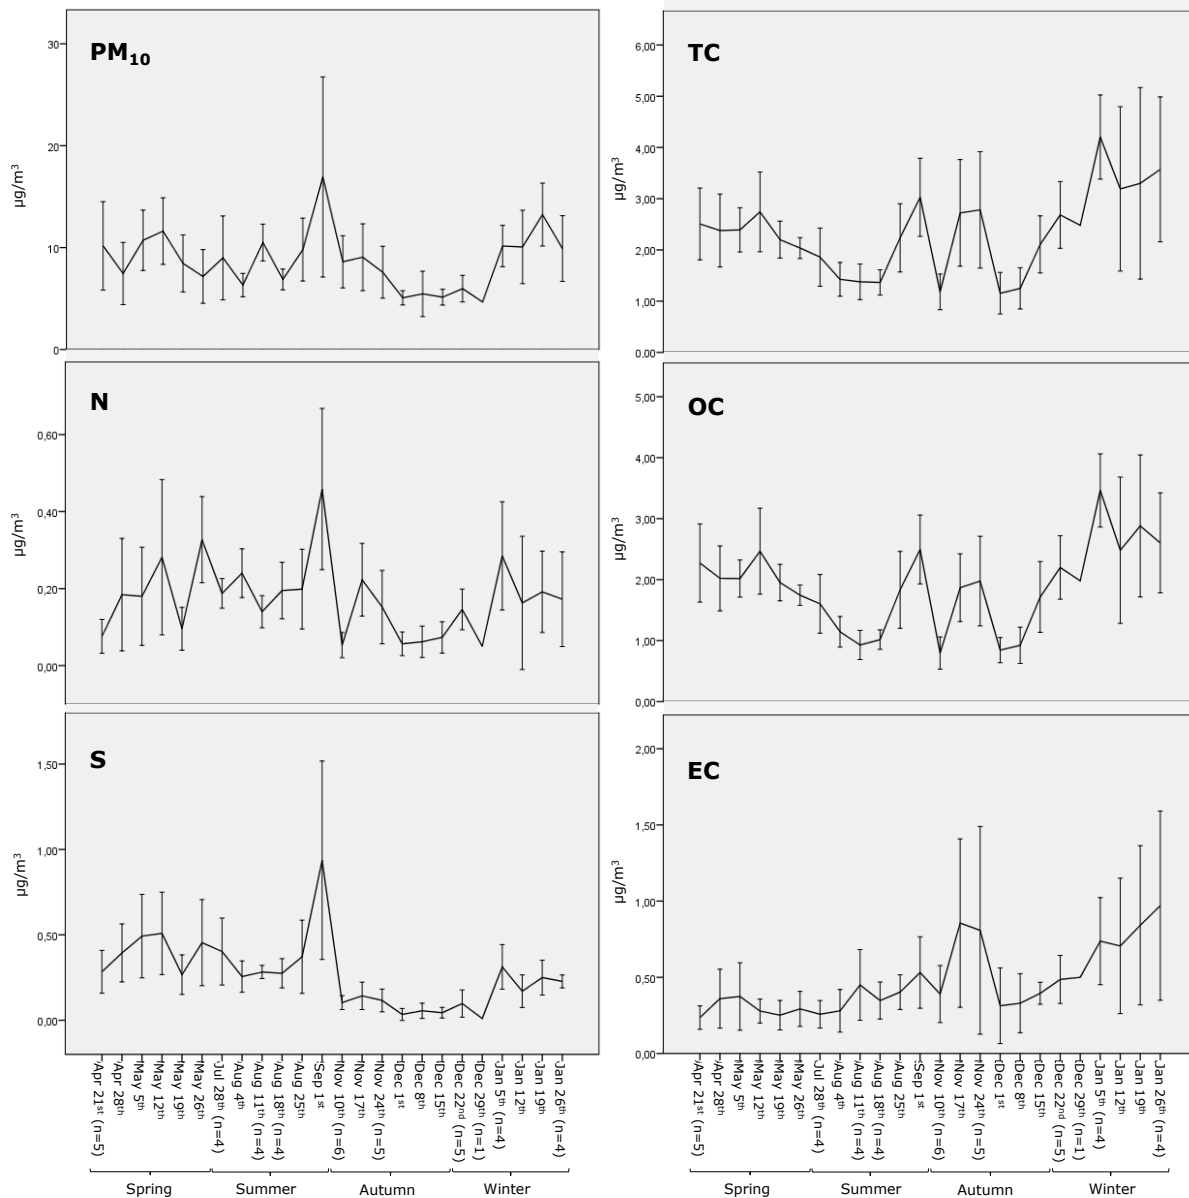 PM₁₀
µg/m³
30
20
10
0
TC
µg/m³
6,00
5,00
4,00
3,00
2,00
1,00
0,00
N
µg/m³
0,60
0,40
0,20
0,00
OC
µg/m³
5,00
4,00
3,00
2,00
1,00
0,00
S
µg/m³
1,50
1,00
0,50
0,00
EC
µg/m³
2,00
1,50
1,00
0,50
0,00
Apr 21ˢᵗ (n=5)
Apr 28ᵗʰ
May 5ᵗʰ
May 12ᵗʰ
May 19ᵗʰ
May 26ᵗʰ
Jul 28ᵗʰ (n=4)
Aug 4ᵗʰ
Aug 11ᵗʰ (n=4)
Aug 18ᵗʰ (n=4)
Aug 25ᵗʰ
Sep 1ˢᵗ
Nov 10ᵗʰ (n=6)
Nov 17ᵗʰ
Nov 24ᵗʰ (n=5)
Dec 1ˢᵗ
Dec 8ᵗʰ
Dec 15ᵗʰ
Dec 22ⁿᵈ (n=5)
Dec 29ᵗʰ (n=1)
Jan 5ᵗʰ (n=4)
Jan 12ᵗʰ
Jan 19ᵗʰ
Jan 26ᵗʰ (n=4)
Spring
Summer
Autumn
Winter
Apr 21ˢᵗ (n=5)
Apr 28ᵗʰ
May 5ᵗʰ
May 12ᵗʰ
May 19ᵗʰ
May 26ᵗʰ
Jul 28ᵗʰ (n=4)
Aug 4ᵗʰ
Aug 11ᵗʰ (n=4)
Aug 18ᵗʰ (n=4)
Aug 25ᵗʰ
Sep 1ˢᵗ
Nov 10ᵗʰ (n=6)
Nov 17ᵗʰ
Nov 24ᵗʰ (n=5)
Dec 1ˢᵗ
Dec 8ᵗʰ
Dec 15ᵗʰ
Dec 22ⁿᵈ (n=5)
Dec 29ᵗʰ (n=1)
Jan 5ᵗʰ (n=4)
Jan 12ᵗʰ
Jan 19ᵗʰ
Jan 26ᵗʰ (n=4)
Spring
Summer
Autumn
Winter